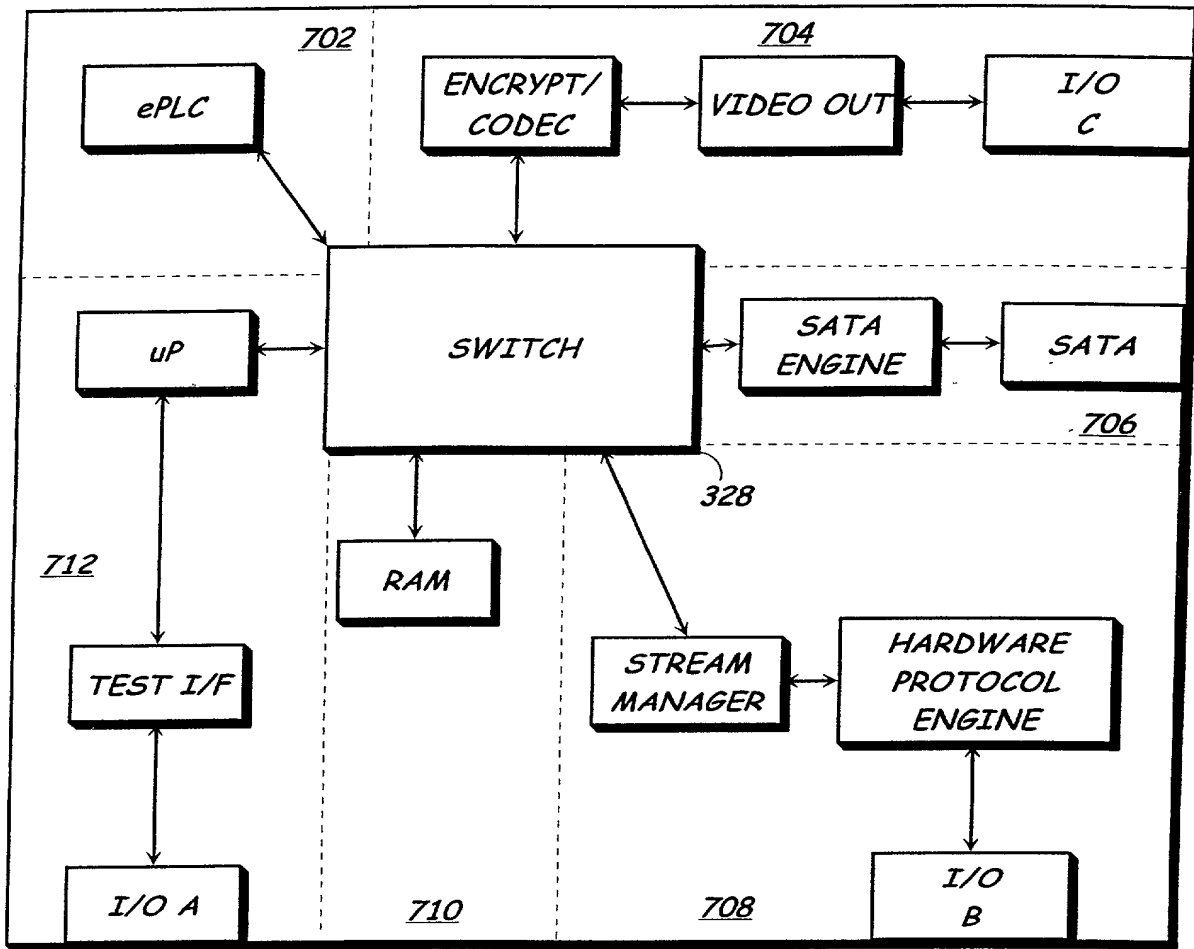 702
704
ePLC
ENCRYPT/
CODEC
VIDEO OUT
I/O
C
uP
SWITCH
SATA
ENGINE
SATA
706
328
712
RAM
STREAM
MANAGER
HARDWARE
PROTOCOL
ENGINE
TEST I/F
I/O A
710
708
I/O
B